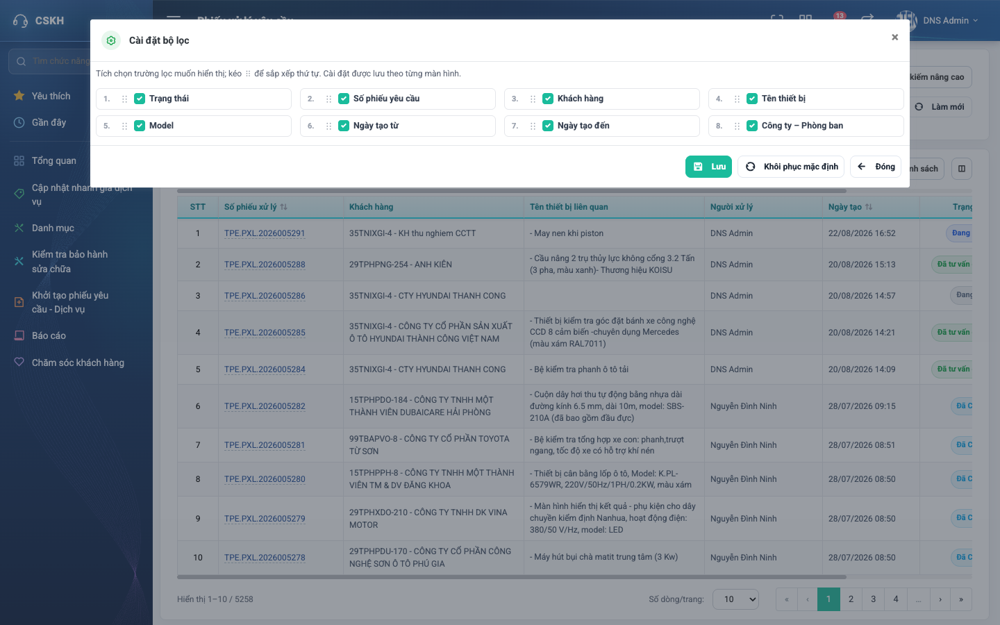 CSKH
13
DNS Admin
Tìm chức năng
Yêu thích
Gần đây
Tổng quan
Cập nhật nhanh giá dịch
vụ
Danh mục
Kiểm tra bảo hành
sửa chữa
Khởi tạo phiếu yêu
cầu - Dịch vụ
Báo cáo
Chăm sóc khách hàng
Cài đặt bộ lọc
×
Tích chọn trường lọc muốn hiển thị; kéo ⠿ để sắp xếp thứ tự. Cài đặt được lưu theo từng màn hình.
1. Trạng thái
2. Số phiếu yêu cầu
3. Khách hàng
4. Tên thiết bị
5. Model
6. Ngày tạo từ
7. Ngày tạo đến
8. Công ty – Phòng ban
Lưu
Khôi phục mặc định
Đóng
kiếm nâng cao
Làm mới
nh sách
STT Số phiếu xử lý Khách hàng Tên thiết bị liên quan Người xử lý Ngày tạo Trạng
1 TPE.PXL.2026005291 35TNIXGI-4 - KH thu nghiem CCTT - May nen khi piston DNS Admin 22/08/2026 16:52 Đang
2 TPE.PXL.2026005288 29TPHPNG-254 - ANH KIÊN - Cầu nâng 2 trụ thủy lực không cổng 3.2 Tấn
(3 pha, màu xanh)- Thương hiệu KOISU DNS Admin 20/08/2026 15:13 Đã tư vấn
3 TPE.PXL.2026005286 35TNIXGI-4 - CTY HYUNDAI THANH CONG DNS Admin 20/08/2026 14:57 Đang
4 TPE.PXL.2026005285 35TNIXGI-4 - CÔNG TY CỔ PHẦN SẢN XUẤT
Ô TÔ HYUNDAI THÀNH CÔNG VIỆT NAM - Thiết bị kiểm tra góc đặt bánh xe công nghệ
CCD 8 cảm biến -chuyên dụng Mercedes
(màu xám RAL7011) DNS Admin 20/08/2026 14:21 Đã tư vấn
5 TPE.PXL.2026005284 35TNIXGI-4 - CTY HYUNDAI THANH CONG - Bệ kiểm tra phanh ô tô tải DNS Admin 20/08/2026 14:09 Đã tư vấn
6 TPE.PXL.2026005282 15TPHPDO-184 - CÔNG TY TNHH MỘT
THÀNH VIÊN DUBAICARE HẢI PHÒNG - Cuộn dây hơi thu tự động bằng nhựa dài
đường kính 6.5 mm, dài 10m, model: SBS-
210A (đã bao gồm đầu đực) Nguyễn Đình Ninh 28/07/2026 09:15 Đã C
7 TPE.PXL.2026005281 99TBAPVO-8 - CÔNG TY CỔ PHẦN TOYOTA
TỪ SƠN - Bệ kiểm tra tổng hợp xe con: phanh,trượt
ngang, tốc độ xe có hỗ trợ khí nén Nguyễn Đình Ninh 28/07/2026 08:51 Đã C
8 TPE.PXL.2026005280 15TPHPPH-8 - CÔNG TY TNHH MỘT THÀNH
VIÊN TM & DV ĐĂNG KHOA - Thiết bị cân bằng lốp ô tô, Model: K.PL-
6579WR, 220V/50Hz/1PH/0.2KW, màu xám Nguyễn Đình Ninh 28/07/2026 08:50 Đã C
9 TPE.PXL.2026005279 29TPHXDO-210 - CÔNG TY TNHH DK VINA
MOTOR - Màn hình hiển thị kết quả - phụ kiện cho dây
chuyền kiểm định Nanhua, hoạt động điện:
380/50 V/Hz, model: LED Nguyễn Đình Ninh 28/07/2026 08:50 Đã C
10 TPE.PXL.2026005278 29TPHPDU-170 - CÔNG TY CỔ PHẦN CÔNG
NGHỆ SƠN Ô TÔ PHÚ GIA - Máy hút bụi chà matit trung tâm (3 Kw) Nguyễn Đình Ninh 28/07/2026 08:50 Đã C
Hiển thị 1–10 / 5258
Số dòng/trang: 10
« ‹ 1 2 3 4 ... › »